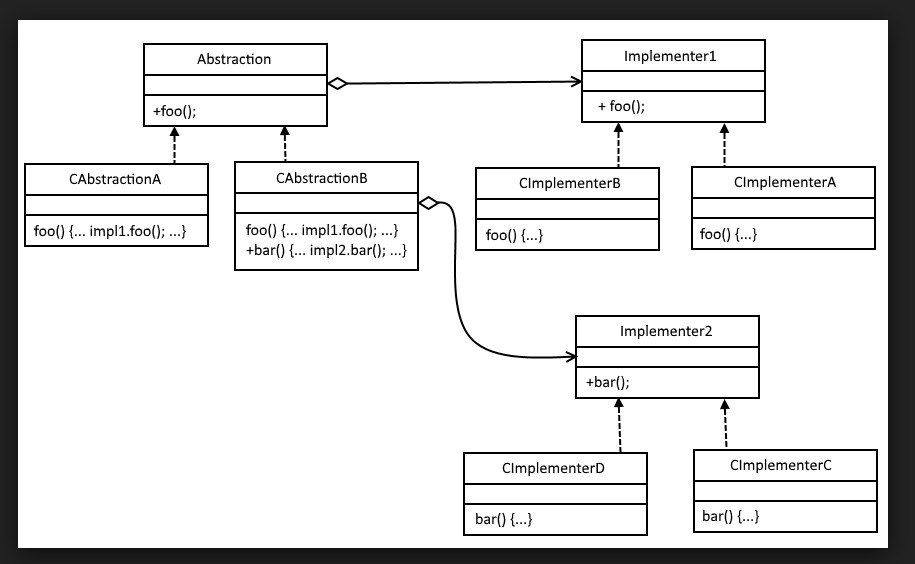 Abstraction
+foo();
Implementer1
+ foo();
CAbstractionA
foo() {... impl1.foo(); ...}
CAbstractionB
foo() {... impl1.foo(); ...}
+bar() {... impl2.bar(); ...}
CImplementerB
foo() {...}
CImplementerA
foo() {...}
Implementer2
+bar();
CImplementerD
bar() {...}
CImplementerC
bar() {...}